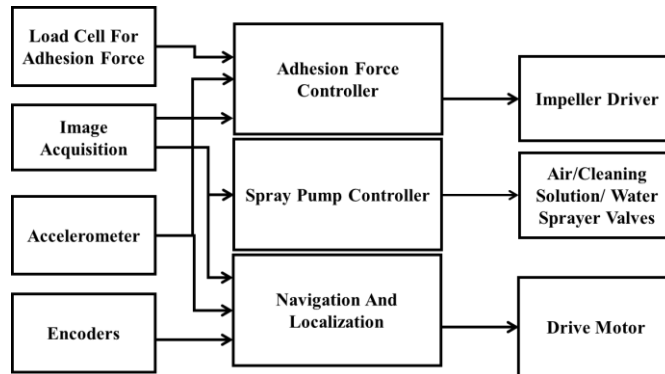 Load Cell For
Adhesion Force
Image
Acquisition
Accelerometer
Encoders
Adhesion Force
Controller
Spray Pump Controller
Navigation And
Localization
Impeller Driver
Air/Cleaning
Solution/ Water
Sprayer Valves
Drive Motor